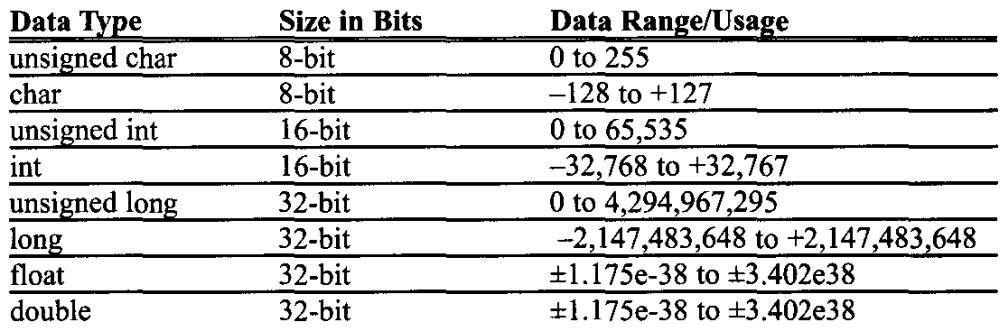 Data Type Size in Bits Data Range/Usage
unsigned char 8-bit 0 to 255
char 8-bit –128 to +127
unsigned int 16-bit 0 to 65,535
int 16-bit –32,768 to +32,767
unsigned long 32-bit 0 to 4,294,967,295
long 32-bit –2,147,483,648 to +2,147,483,648
float 32-bit ±1.175e-38 to ±3.402e38
double 32-bit ±1.175e-38 to ±3.402e38